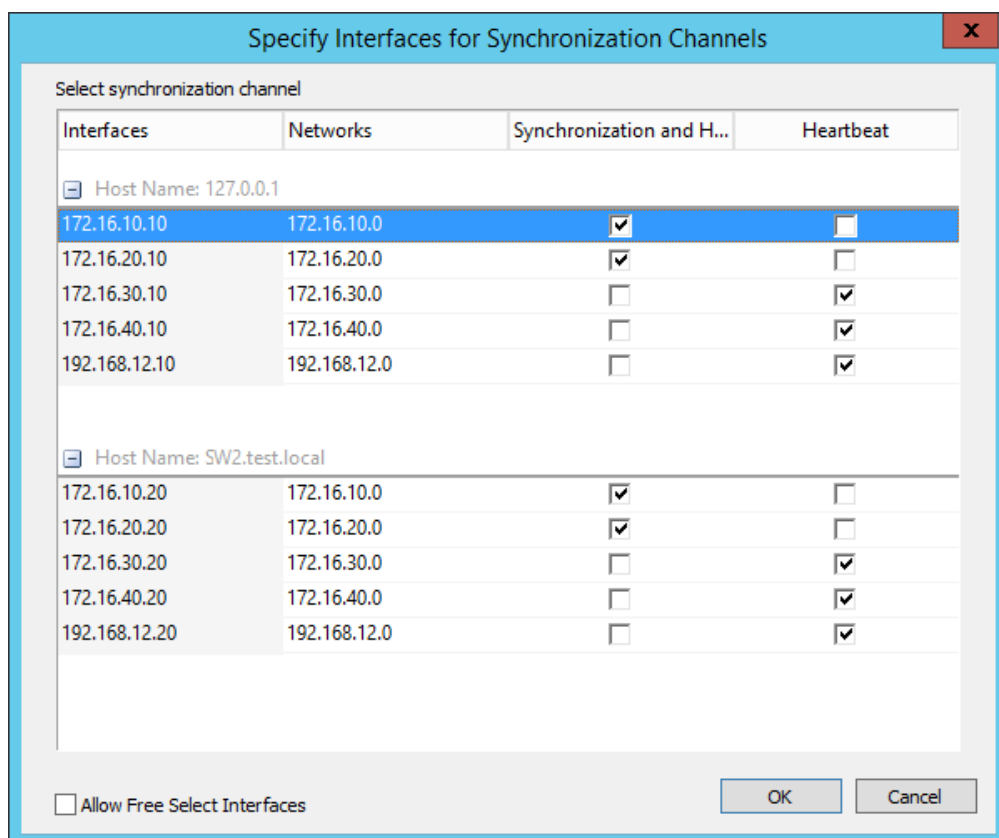 Specify Interfaces for Synchronization Channels
x
Select synchronization channel
Interfaces Networks Synchronization and H... Heartbeat
Host Name: 127.0.0.1
172.16.10.10 172.16.10.0
172.16.20.10 172.16.20.0
172.16.30.10 172.16.30.0
172.16.40.10 172.16.40.0
192.168.12.10 192.168.12.0
Host Name: SW2.test.local
172.16.10.20 172.16.10.0
172.16.20.20 172.16.20.0
172.16.30.20 172.16.30.0
172.16.40.20 172.16.40.0
192.168.12.20 192.168.12.0
Allow Free Select Interfaces OK Cancel